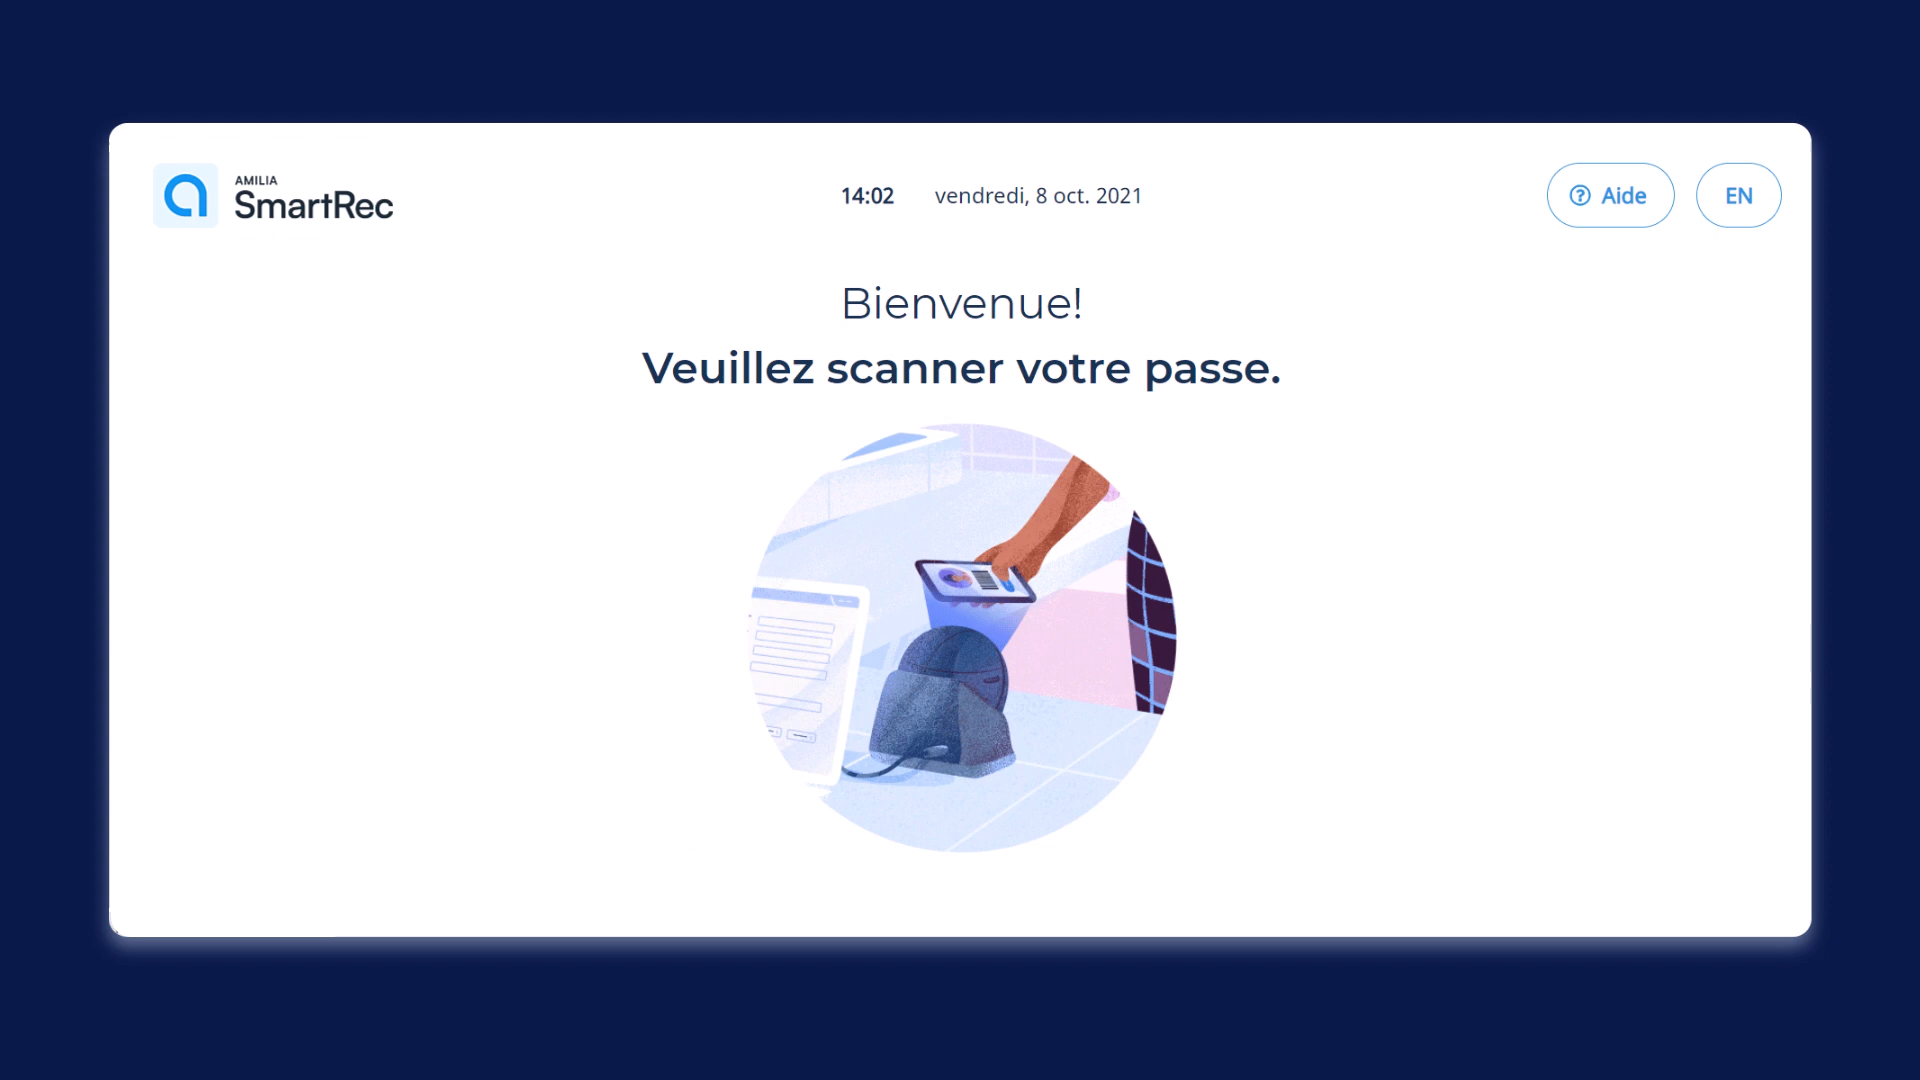 AMILIA
SmartRec
14:02 vendredi, 8 oct. 2021
Aide
EN
Bienvenue!
Veuillez scanner votre passe.